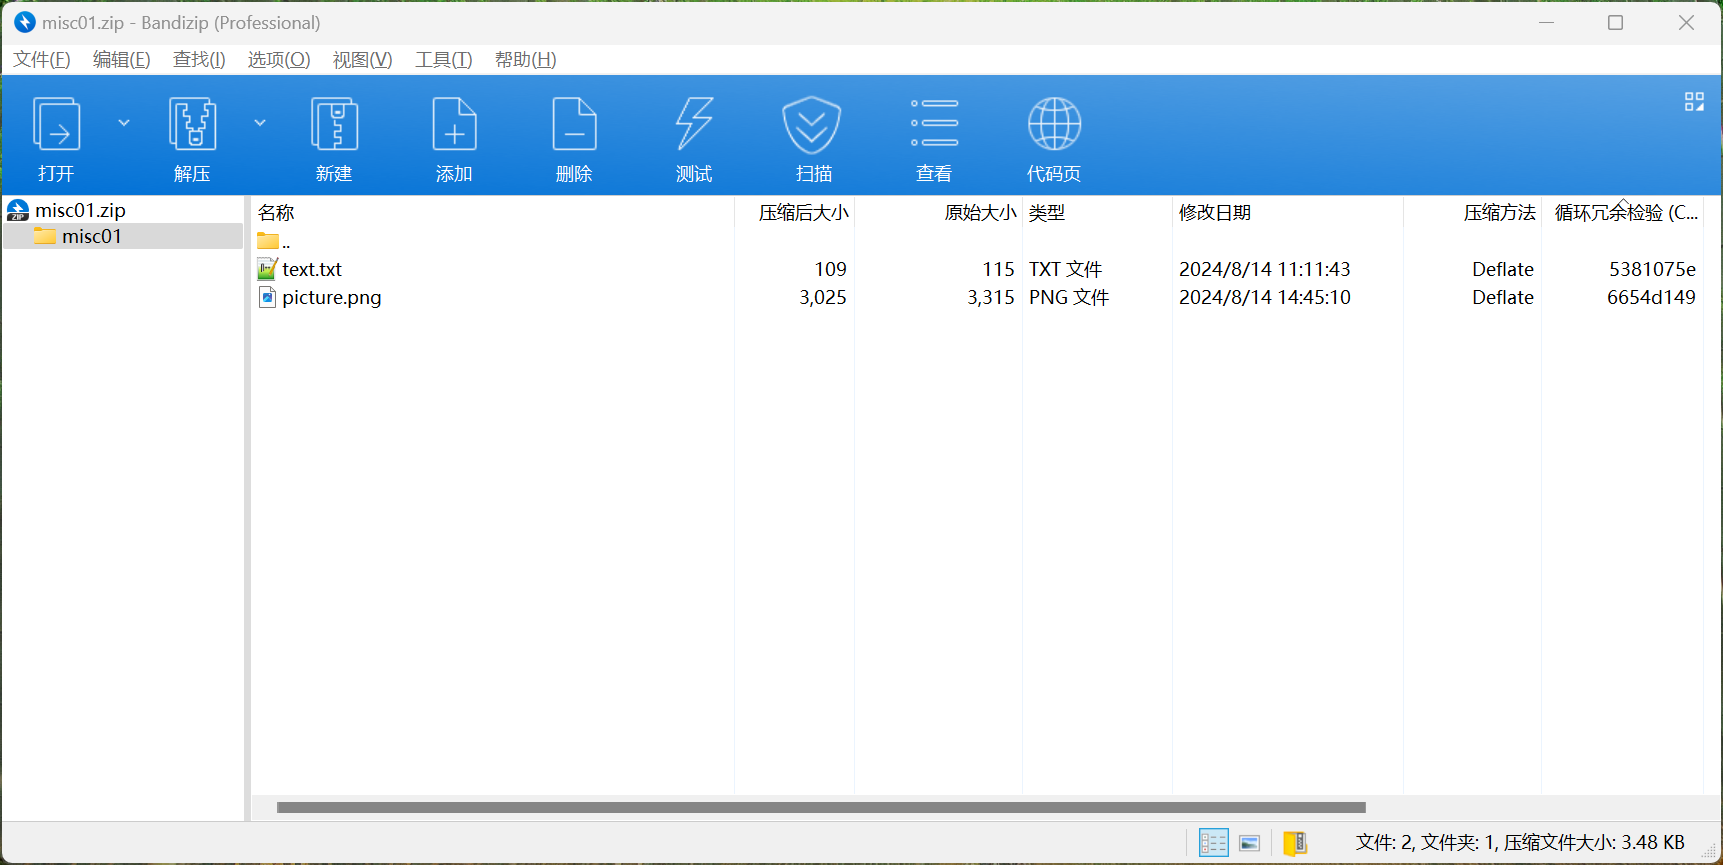 misc01.zip - Bandizip (Professional)
文件(F) 编辑(E) 查找(I) 选项(O) 视图(V) 工具(T) 帮助(H)
打开 解压 新建 添加 删除 测试 扫描 查看 代码页
misc01.zip
misc01
名称 压缩后大小 原始大小 类型 修改日期 压缩方法 循环冗余检验 (C...
..
text.txt 109 115 TXT 文件 2024/8/14 11:11:43 Deflate 5381075e
picture.png 3,025 3,315 PNG 文件 2024/8/14 14:45:10 Deflate 6654d149
文件: 2, 文件夹: 1, 压缩文件大小: 3.48 KB